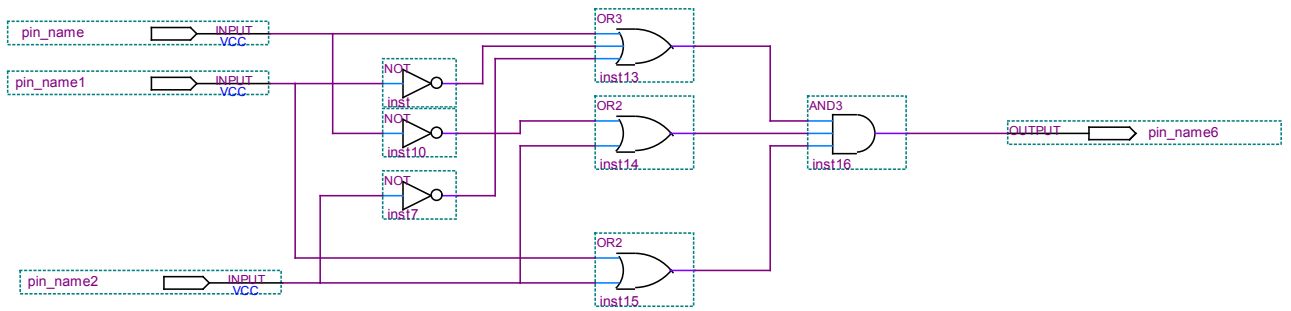 OR3
pin_name
INPUT
VCC
NOT
inst13
pin_name1
INPUT
VCC
inst
NOT
OR2
AND3
inst10
OUTPUT
pin_name6
inst14
inst16
NOT
inst7
OR2
pin_name2
INPUT
VCC
inst15